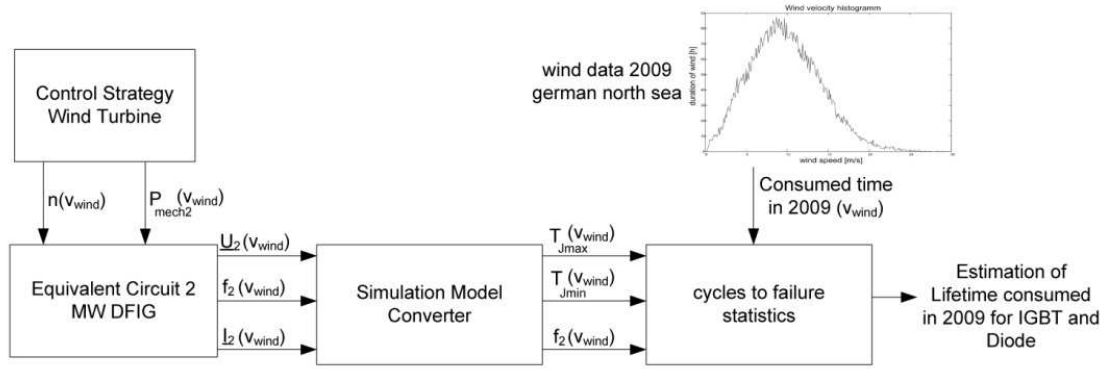 Wind velocity histogramm
duration of wind [h]
wind speed [m/s]
wind data 2009
german north sea
Control Strategy
Wind Turbine
n(vwind)
Pmech2(vwind)
Consumed time
in 2009 (vwind)
Equivalent Circuit 2
MW DFIG
U2(vwind)
f2(vwind)
I2(vwind)
Simulation Model
Converter
TJmax(vwind)
TJmin(vwind)
f2(vwind)
cycles to failure
statistics
Estimation of
Lifetime consumed
in 2009 for IGBT and
Diode